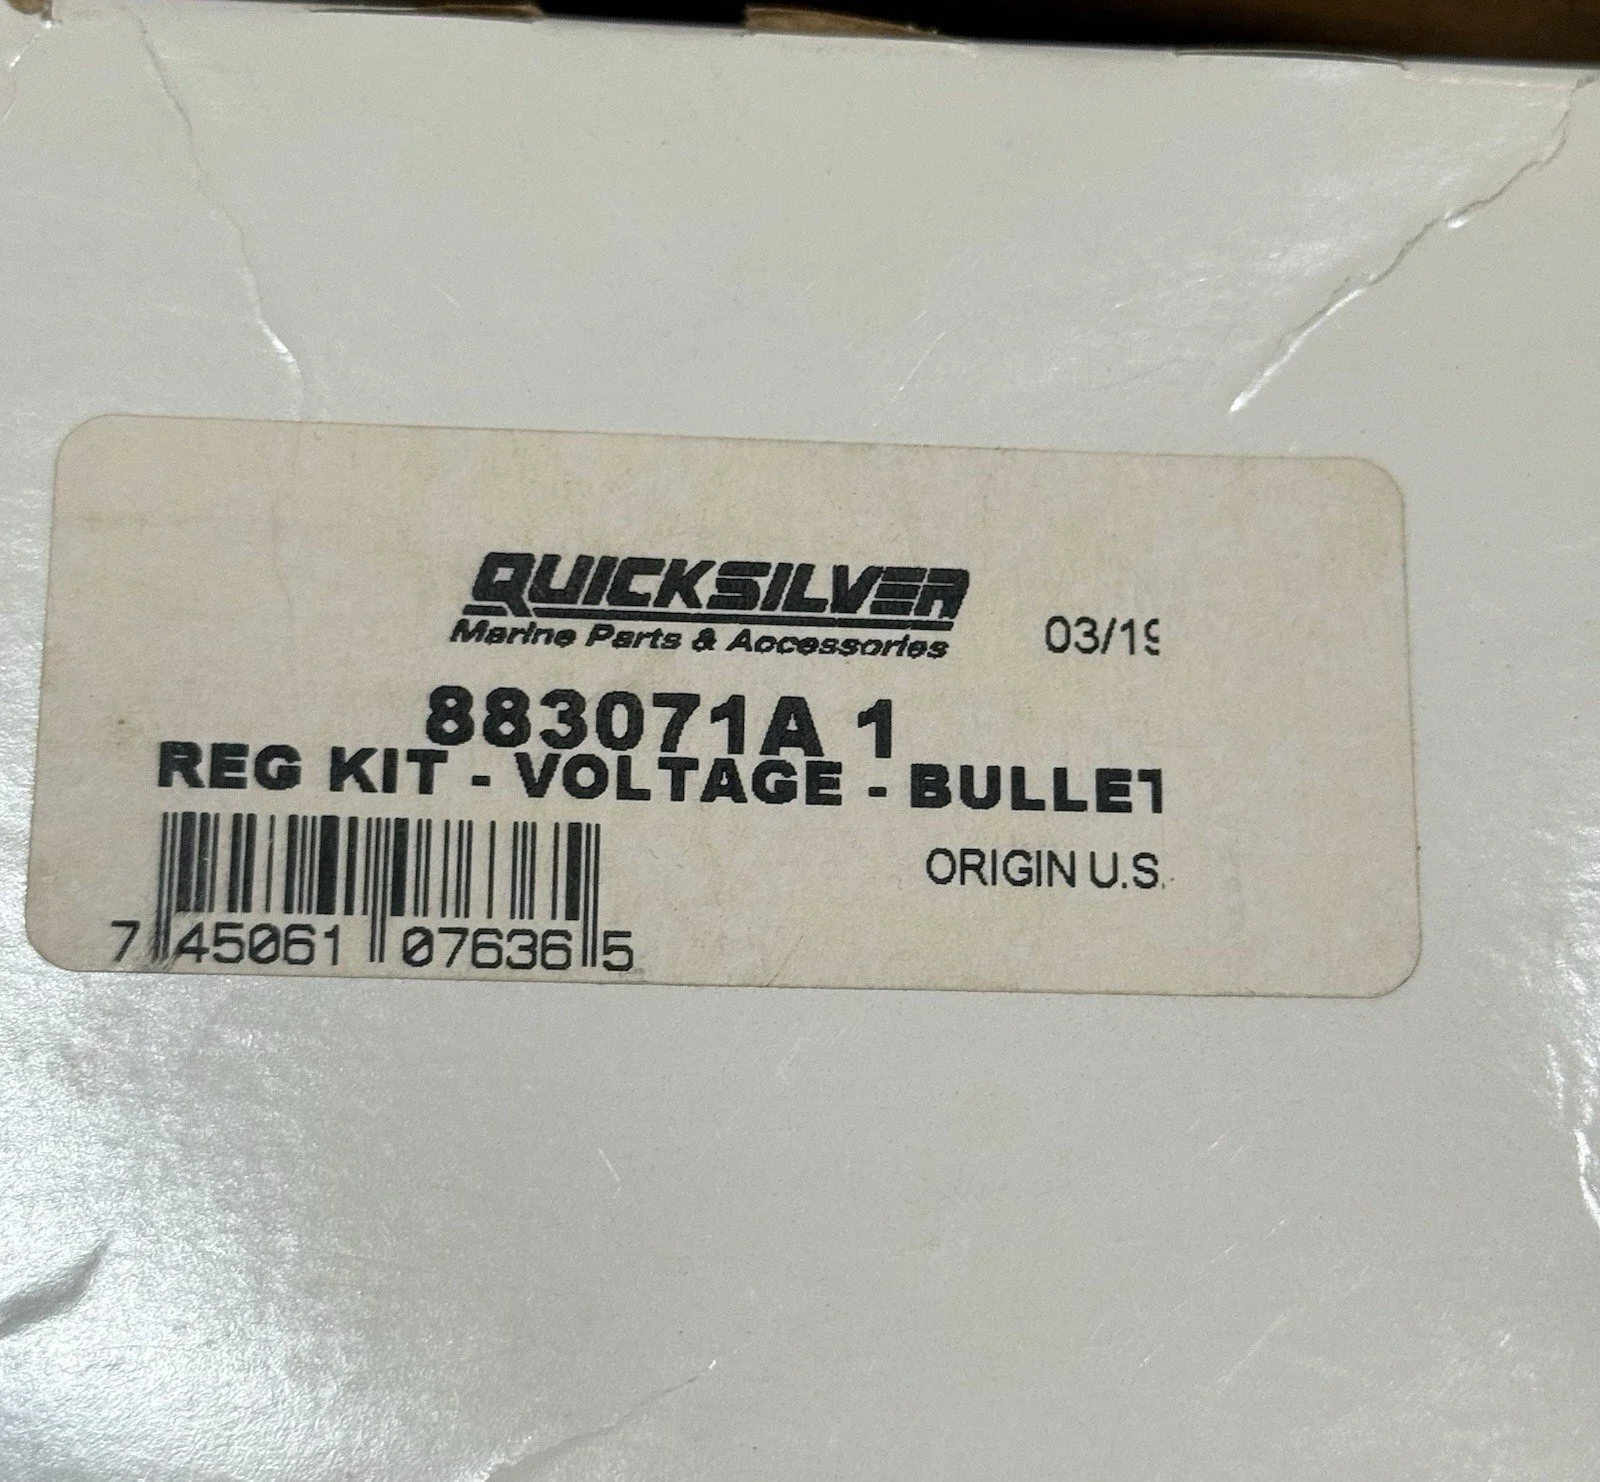 QUICKSILVER
Marine Parts & Accessories
03/19
883071A 1
REG KIT - VOLTAGE - BULLET
ORIGIN U.S.
7 45061 07636 5